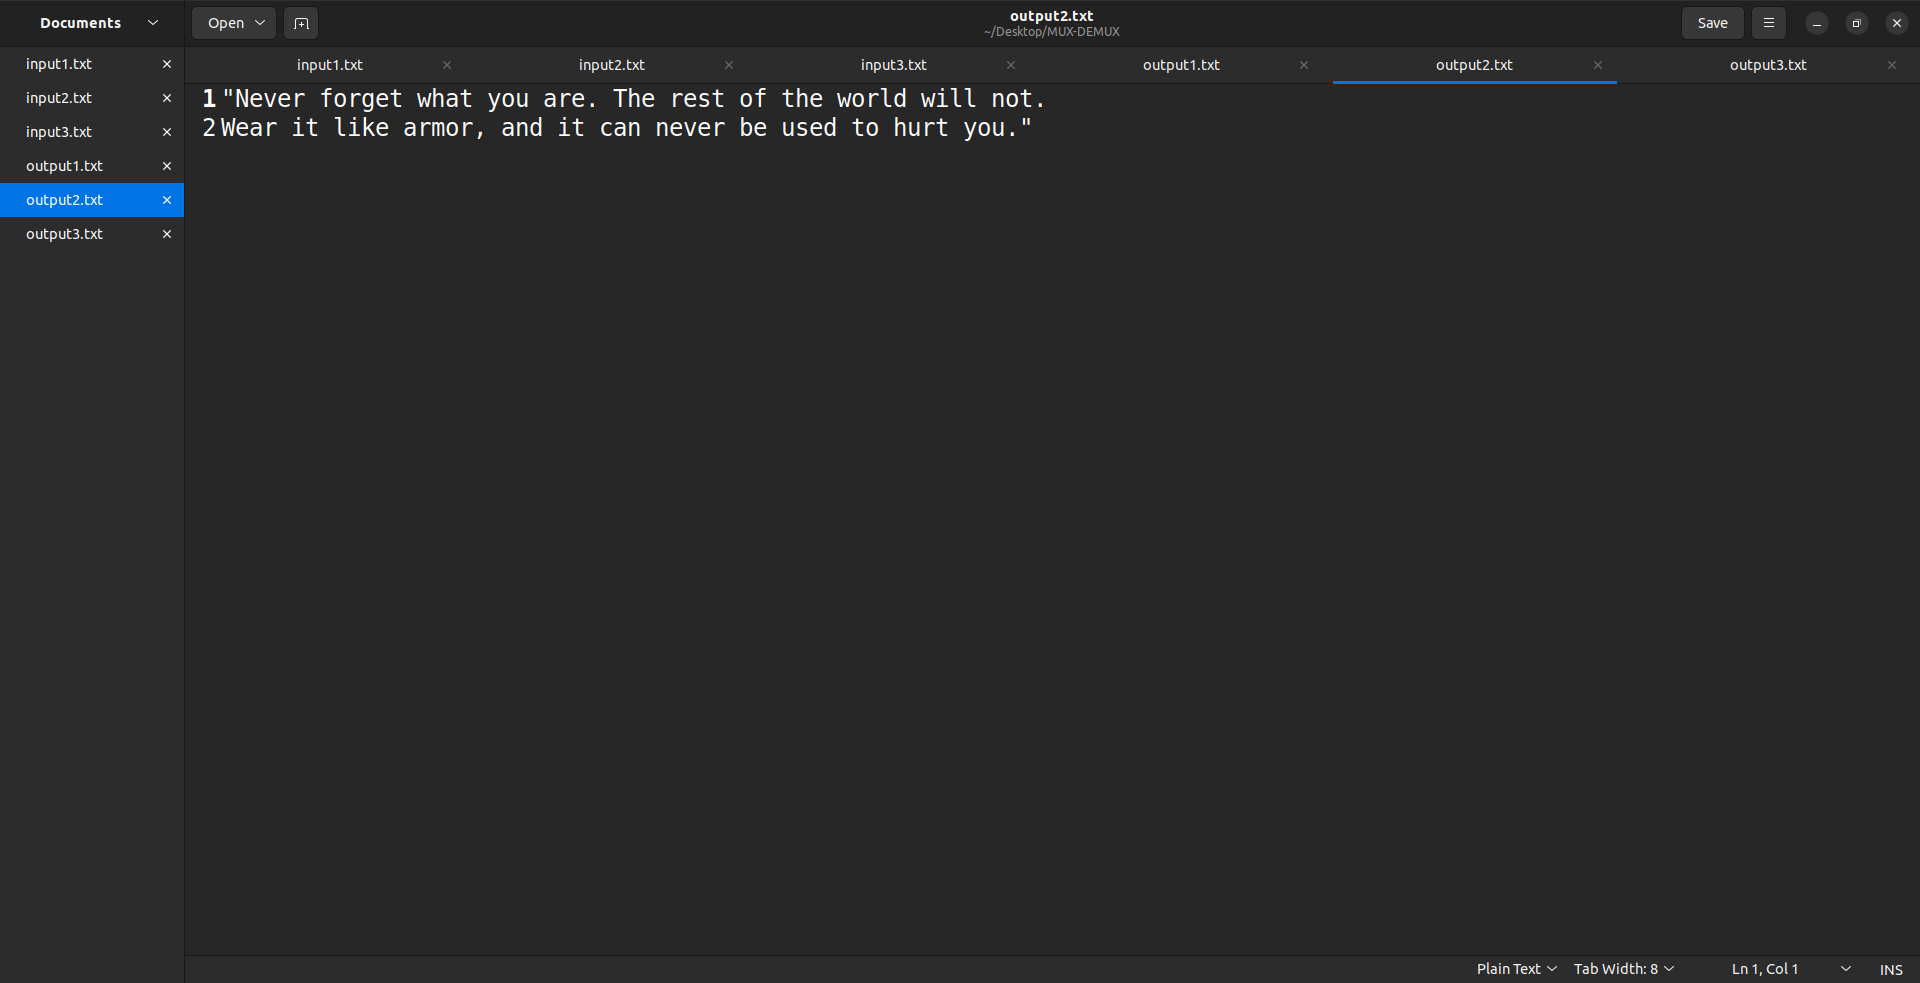 Documents
Open
output2.txt
~/Desktop/MUX-DEMUX
Save
input1.txt
input2.txt
input3.txt
output1.txt
output2.txt
output3.txt
input1.txt
input2.txt
input3.txt
output1.txt
output2.txt
output3.txt
1 "Never forget what you are. The rest of the world will not.
2 Wear it like armor, and it can never be used to hurt you."
Plain Text
Tab Width: 8
Ln 1, Col 1
INS